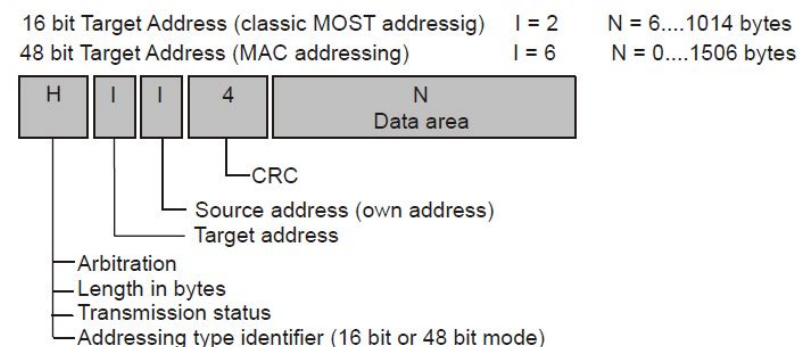 16 bit Target Address (classic MOST addressig) I = 2 N = 6....1014 bytes
48 bit Target Address (MAC addressing) I = 6 N = 0....1506 bytes
H I I 4 N
Data area
CRC
Source address (own address)
Target address
Arbitration
Length in bytes
Transmission status
Addressing type identifier (16 bit or 48 bit mode)